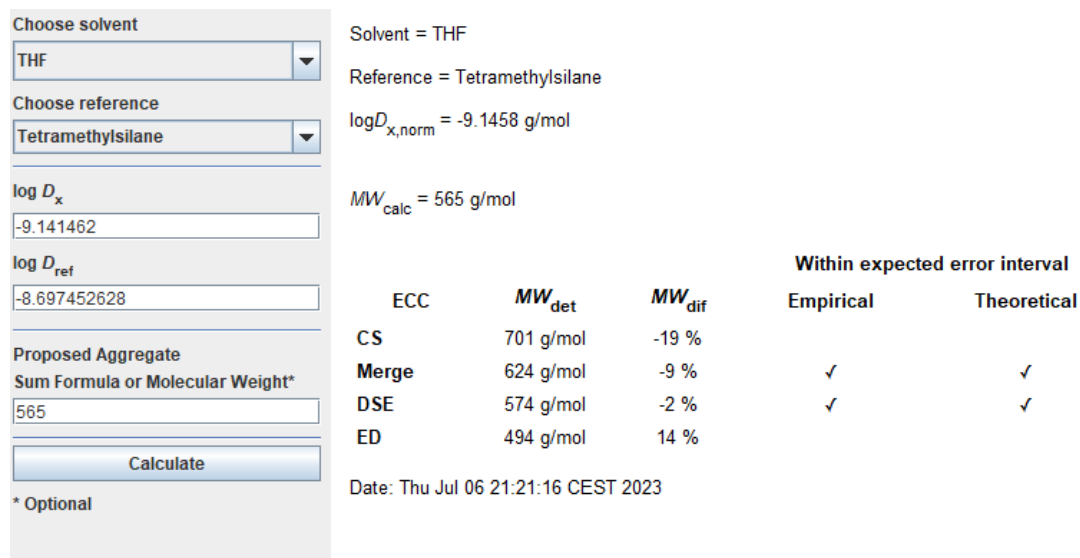 Choose solvent
THF
Choose reference
Tetramethylsilane
log Dx
-9.141462
log Dref
-8.697452628
Proposed Aggregate
Sum Formula or Molecular Weight*
565
Calculate
* Optional
Solvent = THF
Reference = Tetramethylsilane
logDx,norm = -9.1458 g/mol
MWcalc = 565 g/mol
Within expected error interval
ECC MWdet MWdif Empirical Theoretical
CS 701 g/mol -19 %
Merge 624 g/mol -9 % ✓ ✓
DSE 574 g/mol -2 % ✓ ✓
ED 494 g/mol 14 %
Date: Thu Jul 06 21:21:16 CEST 2023